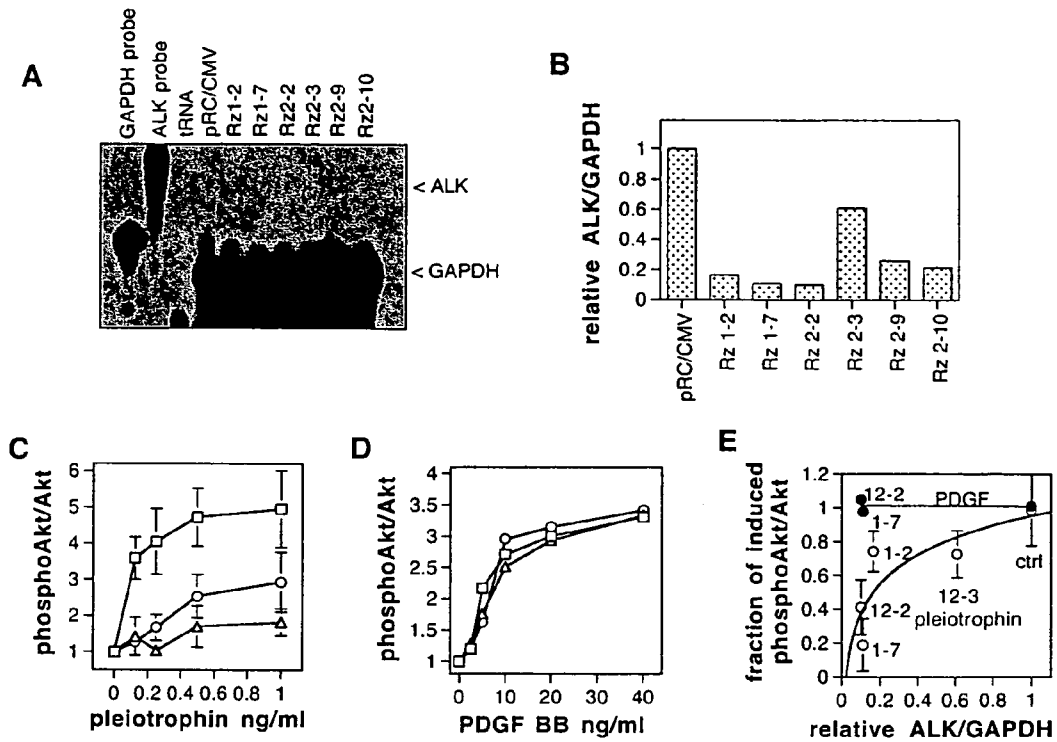 A
GAPDH probe
ALK probe
tRNA
pRC/CMV
Rz1-2
Rz1-7
Rz2-2
Rz2-3
Rz2-9
Rz2-10
< ALK
< GAPDH
B
relative ALK/GAPDH
1
0.8
0.6
0.4
0.2
0
pRC/CMV
Rz 1-2
Rz 1-7
Rz 2-2
Rz 2-3
Rz 2-9
Rz 2-10
C
phosphoAkt/Akt
6
5
4
3
2
1
0 0.2 0.4 0.6 0.8 1
pleiotrophin ng/ml
D
phosphoAkt/Akt
4
3.5
3
2.5
2
1.5
1
0 10 20 30 40
PDGF BB ng/ml
E
fraction of induced
phosphoAkt/Akt
1.2
1
0.8
0.6
0.4
0.2
0
12-2
PDGF
1-7
1-2
ctrl
12-3
12-2
pleiotrophin
1-7
0 0.2 0.4 0.6 0.8 1
relative ALK/GAPDH